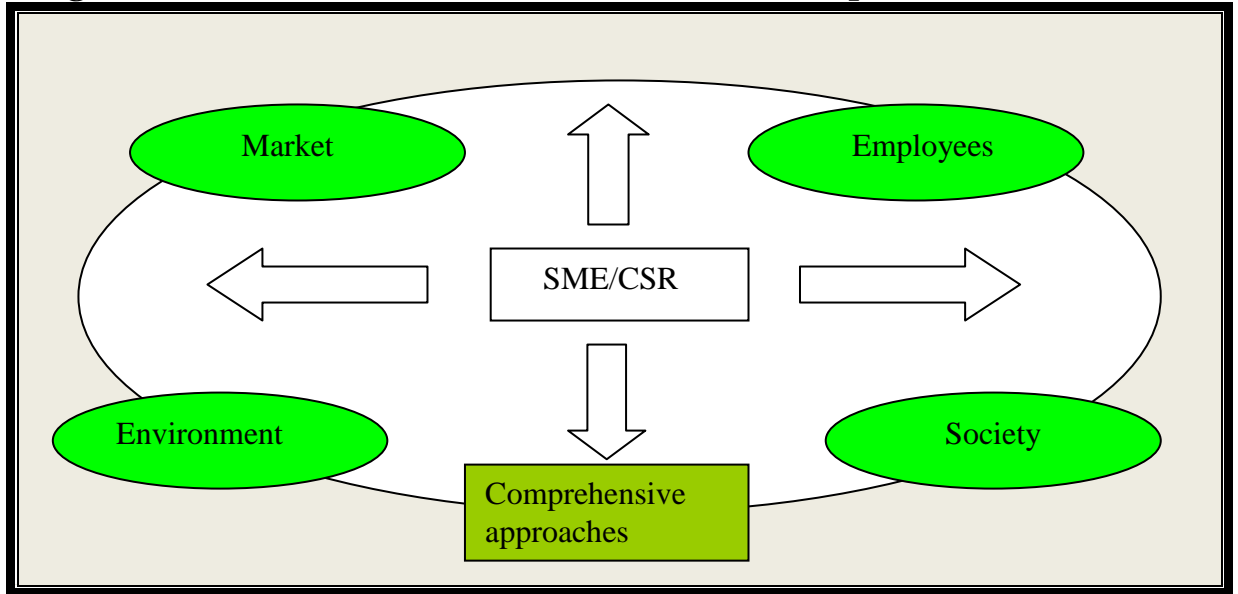 Market
Employees
SME/CSR
Environment
Society
Comprehensive
approaches